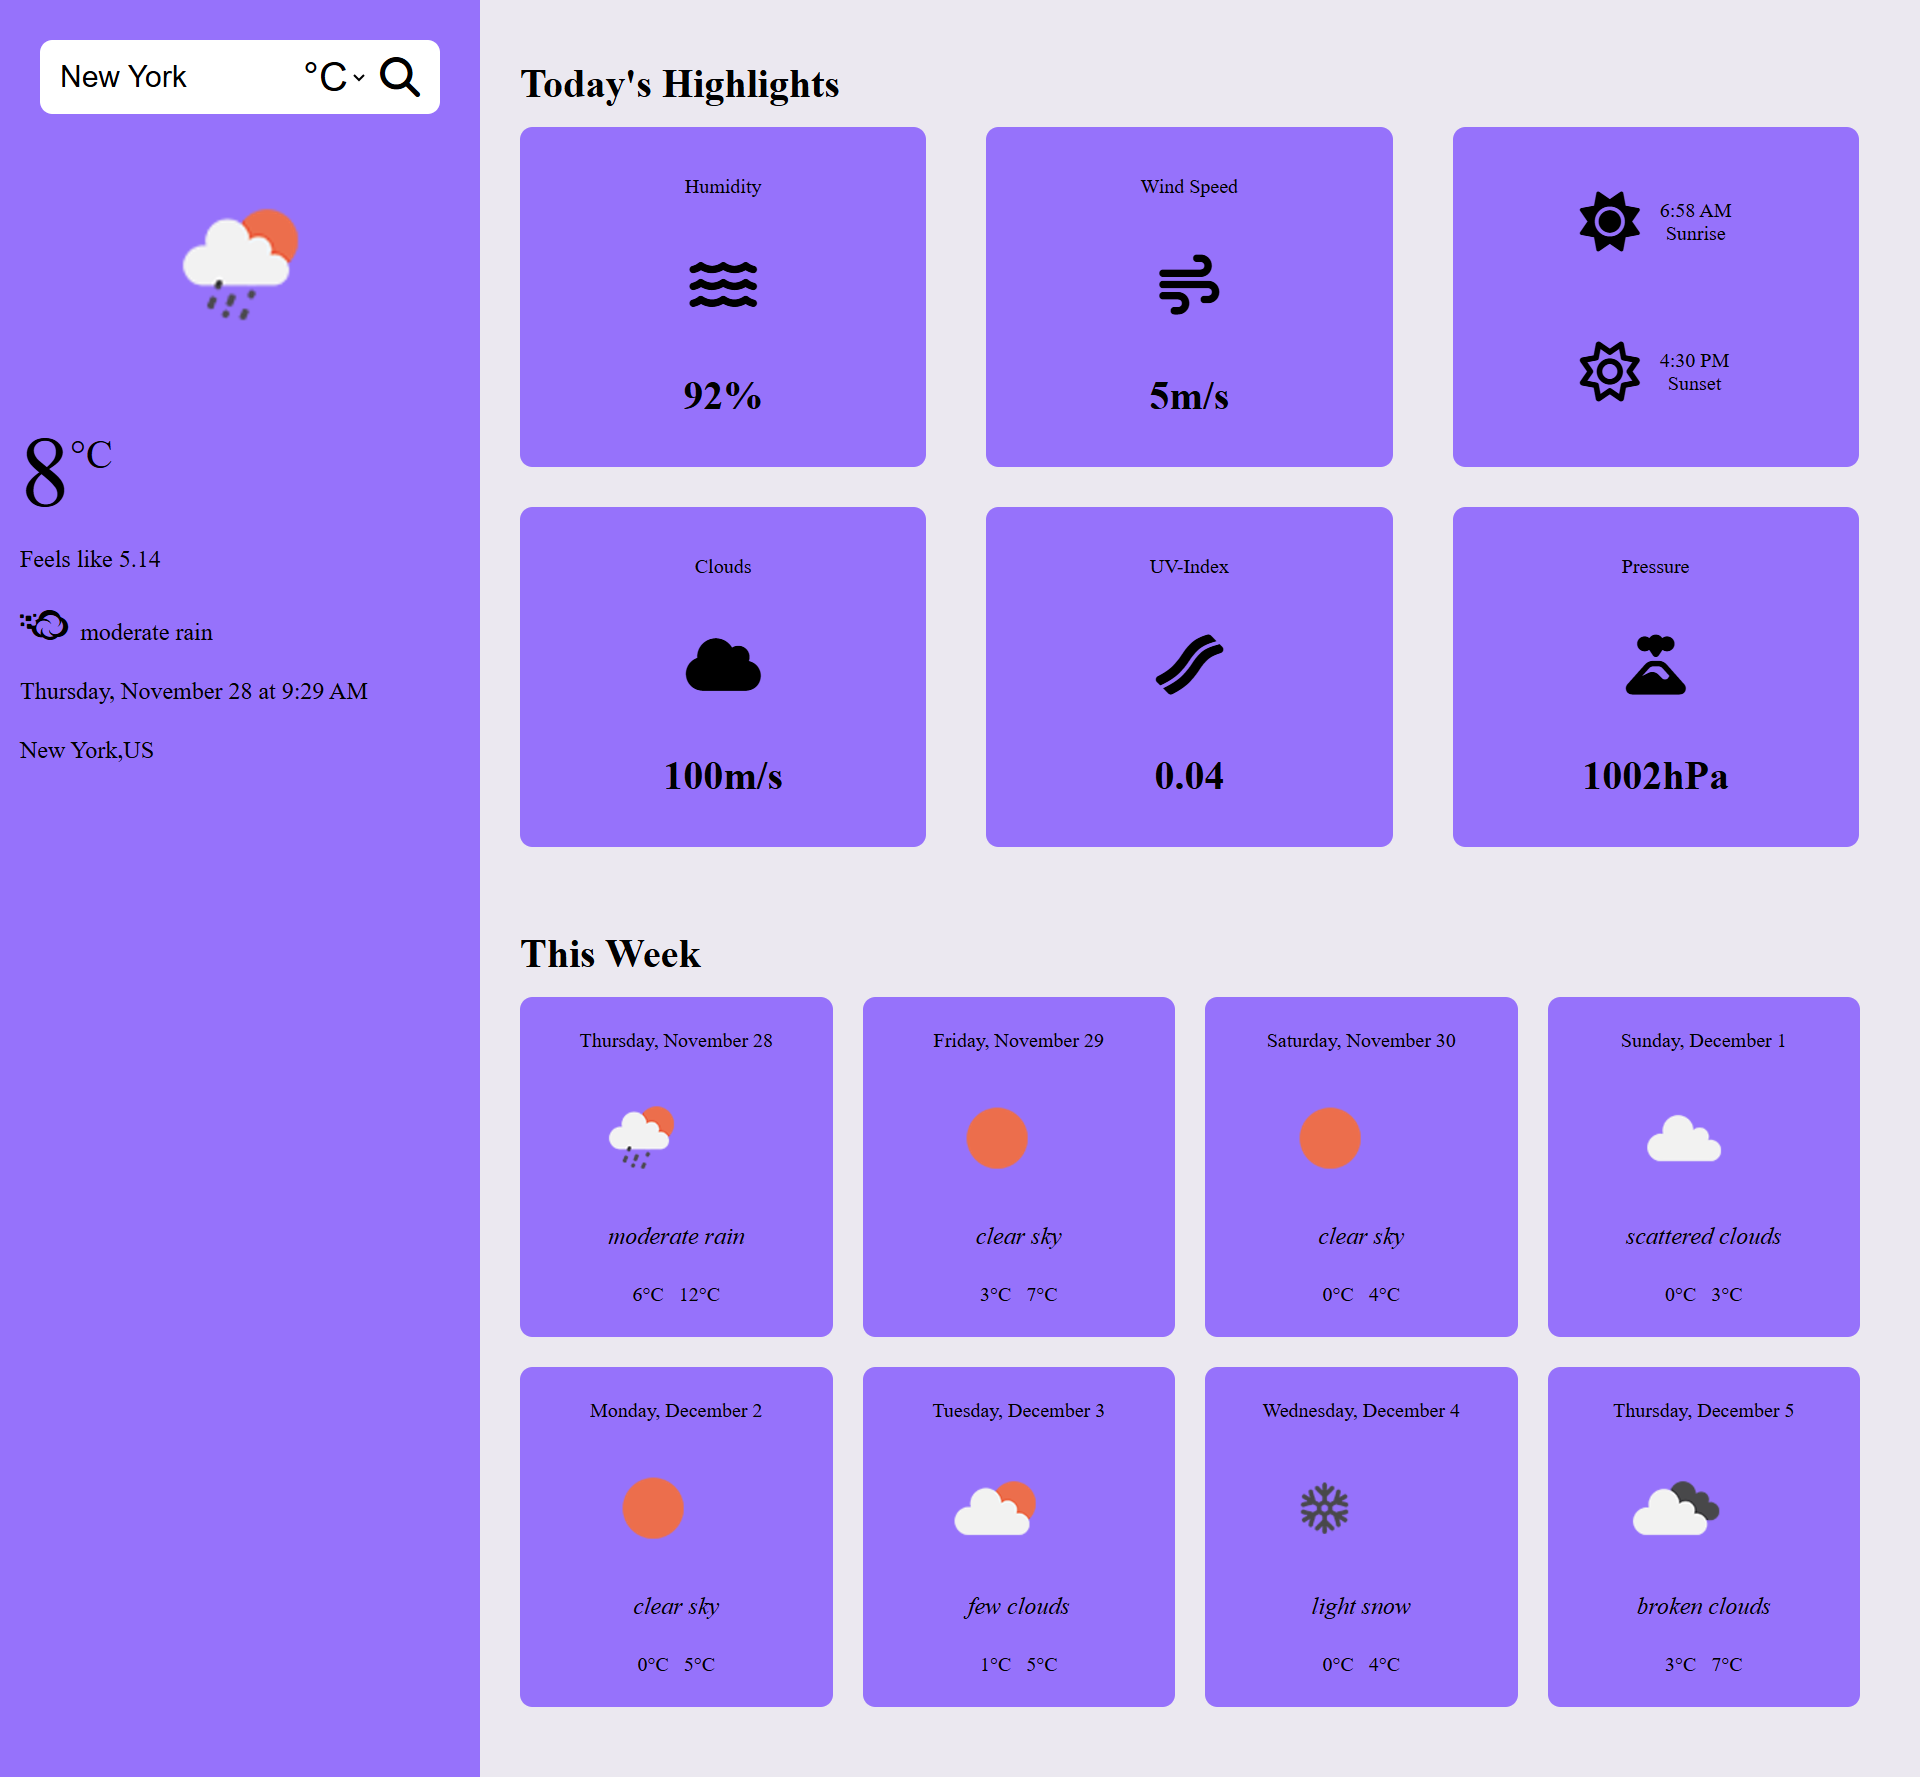 New York °C
8°C
Feels like 5.14
moderate rain
Thursday, November 28 at 9:29 AM
New York,US
Today's Highlights
Humidity
92%
Wind Speed
5m/s
6:58 AM
Sunrise
4:30 PM
Sunset
Clouds
100m/s
UV-Index
0.04
Pressure
1002hPa
This Week
Thursday, November 28
moderate rain
6°C 12°C
Friday, November 29
clear sky
3°C 7°C
Saturday, November 30
clear sky
0°C 4°C
Sunday, December 1
scattered clouds
0°C 3°C
Monday, December 2
clear sky
0°C 5°C
Tuesday, December 3
few clouds
1°C 5°C
Wednesday, December 4
light snow
0°C 4°C
Thursday, December 5
broken clouds
3°C 7°C